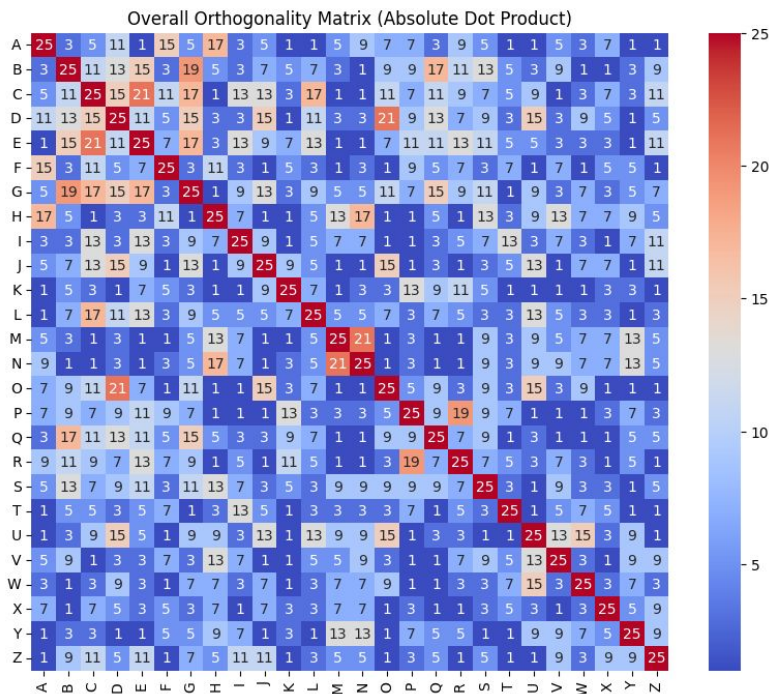 Overall Orthogonality Matrix (Absolute Dot Product)
A 25 3 5 11 1 15 5 17 3 5 1 1 5 9 7 7 3 9 5 1 1 5 3 7 1 1
B 3 25 11 13 15 3 19 5 3 7 5 7 3 1 9 9 17 11 13 5 3 9 1 1 3 9
C 5 11 25 15 21 11 17 1 13 13 3 17 1 1 11 7 11 9 7 5 9 1 3 7 3 11
D 11 13 15 25 11 5 15 3 3 15 1 11 3 3 21 9 13 7 9 3 15 3 9 5 1 5
E 1 15 21 11 25 7 17 3 13 9 7 13 1 1 7 11 11 13 11 5 5 3 3 3 1 11
F 15 3 11 5 7 25 3 11 3 1 5 3 1 3 1 9 5 7 3 7 1 7 1 5 5 1
G 5 19 17 15 17 3 25 1 9 13 3 9 5 5 11 7 15 9 11 1 9 3 7 3 5 7
H 17 5 1 3 3 11 1 25 7 1 1 5 13 17 1 1 5 1 13 3 9 13 7 7 9 5
I 3 3 13 3 13 3 9 7 25 9 1 5 7 7 1 1 3 5 7 13 3 7 3 1 7 11
J 5 7 13 15 9 1 13 1 9 25 9 5 1 1 15 1 3 1 3 5 13 1 7 7 1 11
K 1 5 3 1 7 5 3 1 1 9 25 7 1 3 3 13 9 11 5 1 1 1 1 3 3 1
L 1 7 17 11 13 3 9 5 5 5 7 25 5 5 7 3 7 5 3 3 13 5 3 3 1 3
M 5 3 1 3 1 1 5 13 7 1 1 5 25 21 1 3 1 1 9 3 9 5 7 7 13 5
N 9 1 1 3 1 3 5 17 7 1 3 5 21 25 1 3 1 1 9 3 9 9 7 7 13 5
O 7 9 11 21 7 1 11 1 1 15 3 7 1 1 25 5 9 3 9 1 15 3 9 1 1 1
P 7 9 7 9 11 9 7 1 1 1 13 3 3 3 5 25 9 19 9 7 1 1 1 3 7 3
Q 3 17 11 13 11 5 15 5 3 3 9 7 1 1 9 9 25 7 9 1 3 1 1 1 5 5
R 9 11 9 7 13 7 9 1 5 1 11 5 1 1 3 19 7 25 7 5 3 7 3 1 5 1
S 5 13 7 9 11 3 11 13 7 3 5 3 9 9 9 9 9 7 25 3 1 9 3 3 1 5
T 1 5 5 3 5 7 1 3 13 5 1 3 3 3 1 7 1 5 3 25 1 3 3 5 1 1
U 1 3 9 15 5 1 9 9 3 13 1 13 9 9 15 1 3 3 1 1 25 13 15 3 9 1
V 5 9 1 3 3 7 3 13 7 1 1 5 5 9 3 1 1 7 9 3 13 25 3 1 9 9
W 3 1 3 9 3 1 7 7 3 7 1 3 7 7 9 1 1 3 3 3 15 3 25 3 7 3
X 7 1 7 5 3 5 3 7 1 7 3 3 7 7 1 3 1 1 3 5 3 1 3 25 5 9
Y 1 3 3 1 1 5 5 9 7 1 3 1 13 13 1 7 5 5 1 1 9 9 7 5 25 9
Z 1 9 11 5 11 1 7 5 11 11 1 3 5 5 1 3 5 1 5 1 1 9 3 9 9 25
A B C D E F G H I J K L M N O P Q R S T U V W X Y Z
25
20
15
10
5